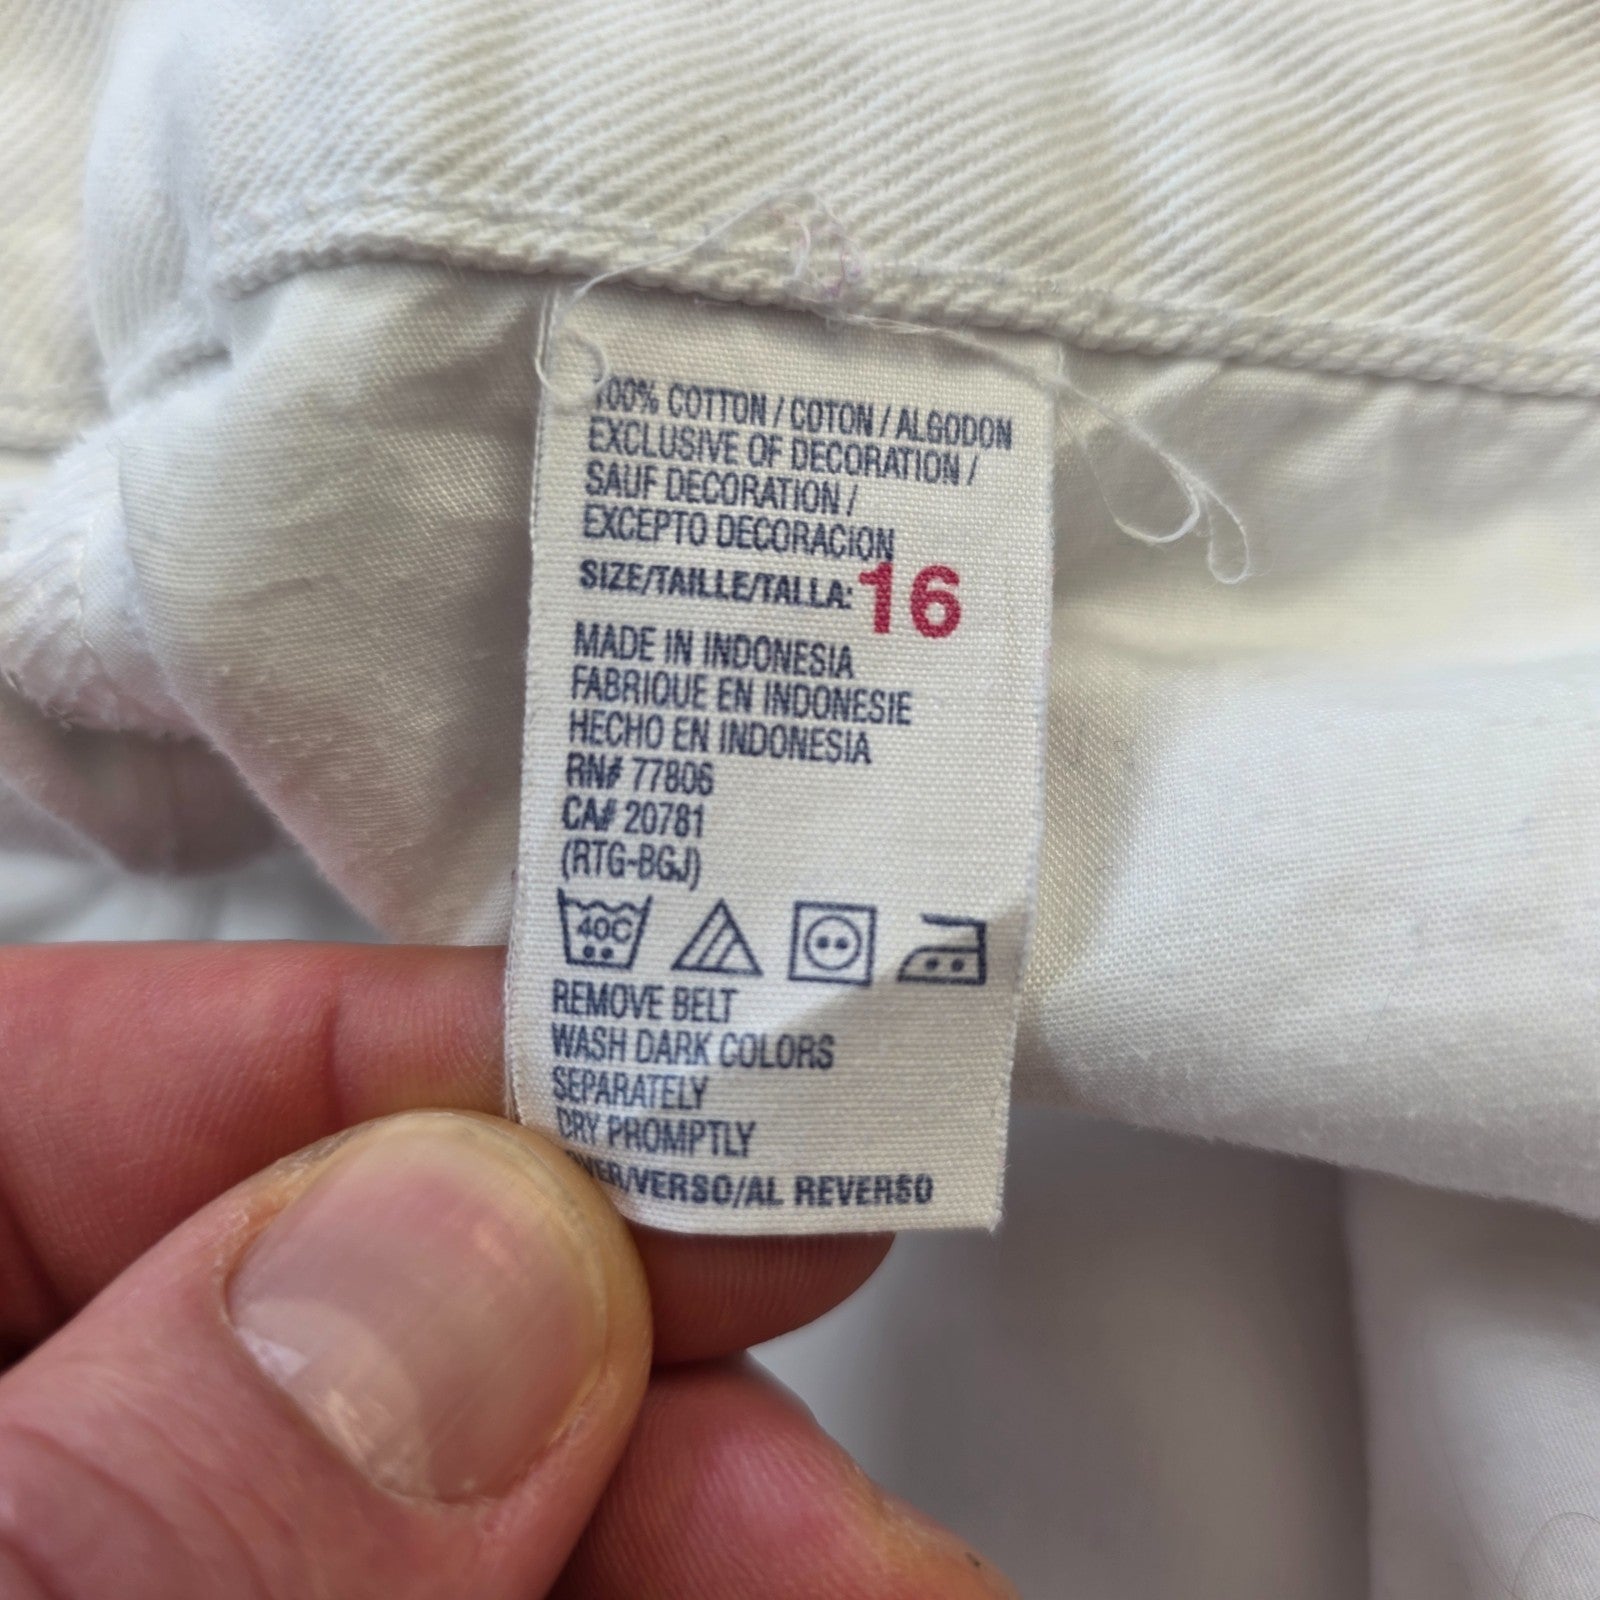 100% COTTON / COTON / ALGODON
EXCLUSIVE OF DECORATION /
SAUF DECORATION /
EXCEPTO DECORACION
SIZE/TAILLE/TALLA: 16
MADE IN INDONESIA
FABRIQUE EN INDONESIE
HECHO EN INDONESIA
RN# 77806
CA# 20781
(RTG-BGJ)
40C
REMOVE BELT
WASH DARK COLORS
SEPARATELY
DRY PROMPTLY
OVER/VERSO/AL REVERSO